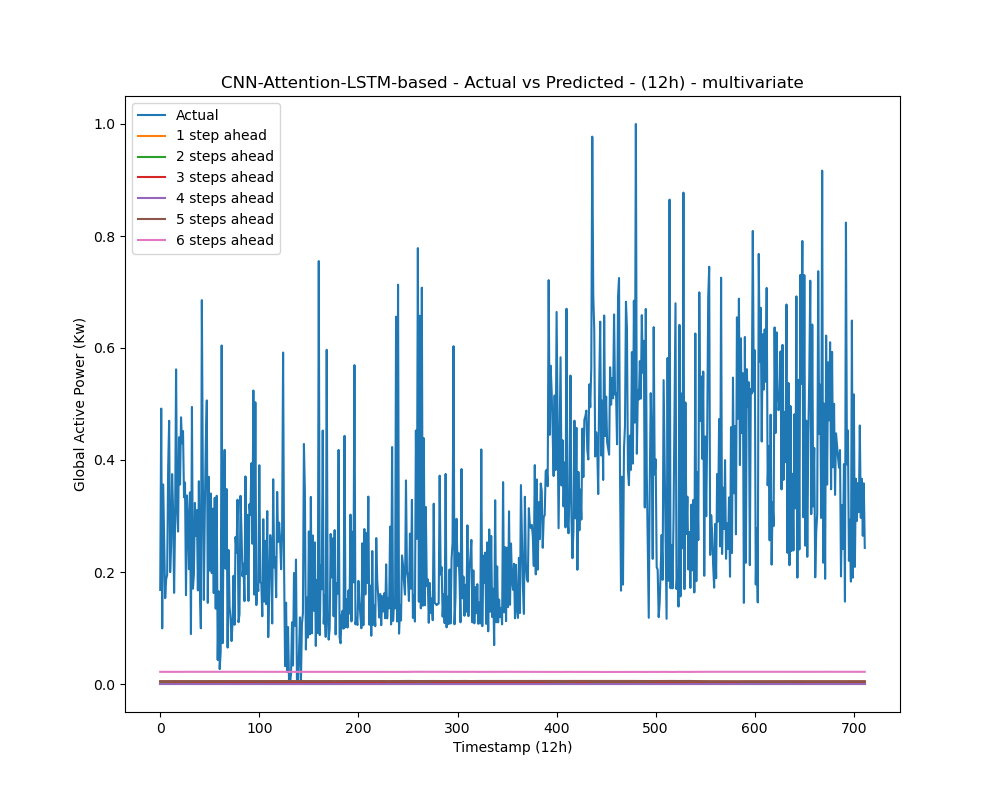 CNN-Attention-LSTM-based - Actual vs Predicted - (12h) - multivariate
Actual
1 step ahead
2 steps ahead
3 steps ahead
4 steps ahead
5 steps ahead
6 steps ahead
Global Active Power (Kw)
1.0
0.8
0.6
0.4
0.2
0.0
0 100 200 300 400 500 600 700
Timestamp (12h)